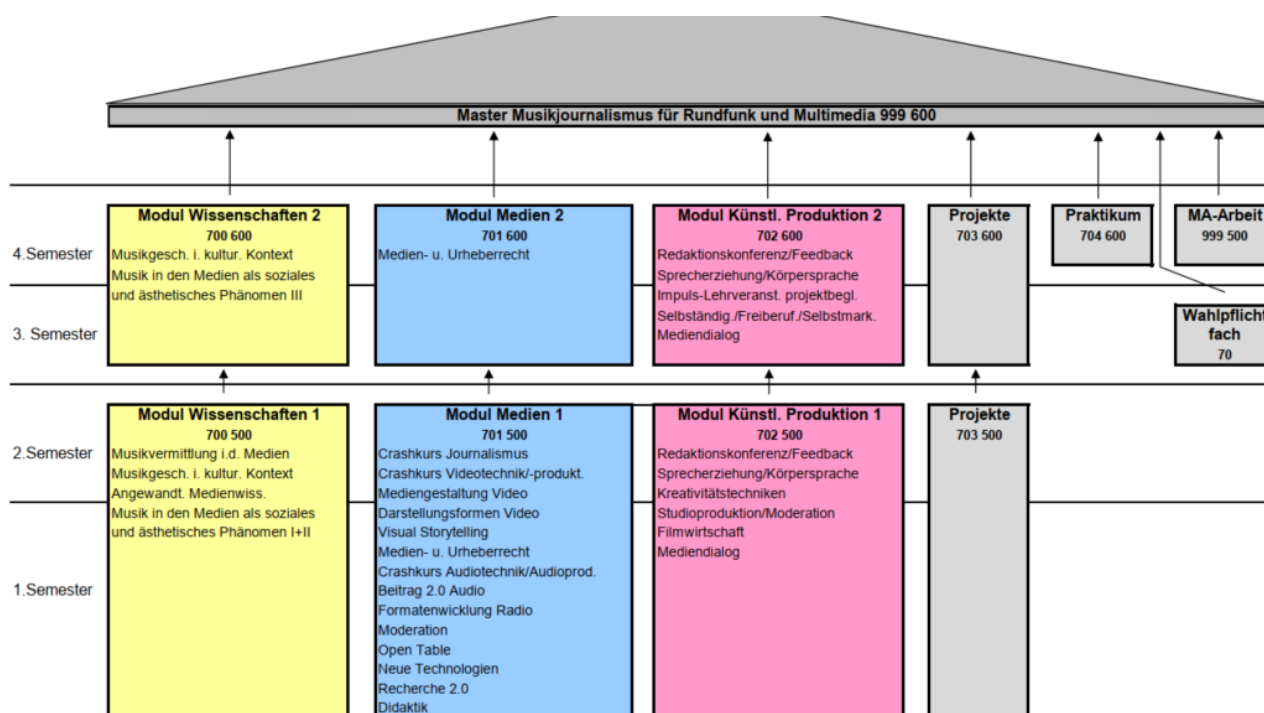 Master Musikjournalismus für Rundfunk und Multimedia 999 600
4.Semester
3. Semester
Modul Wissenschaften 2
700 600
Musikgesch. i. kultur. Kontext
Musik in den Medien als soziales
und ästhetisches Phänomen III
Modul Medien 2
701 600
Medien- u. Urheberrecht
Modul Künstl. Produktion 2
702 600
Redaktionskonferenz/Feedback
Sprecherziehung/Körpersprache
Impuls-Lehrveranst. projektbegl.
Selbständig./Freiberuf./Selbstmark.
Mediendialog
Projekte
703 600
Praktikum
704 600
MA-Arbeit
999 500
Wahlpflicht
fach
70
2.Semester
1.Semester
Modul Wissenschaften 1
700 500
Musikvermittlung i.d. Medien
Musikgesch. i. kultur. Kontext
Angewandt. Medienwiss.
Musik in den Medien als soziales
und ästhetisches Phänomen I+II
Modul Medien 1
701 500
Crashkurs Journalismus
Crashkurs Videotechnik/-produkt.
Mediengestaltung Video
Darstellungsformen Video
Visual Storytelling
Medien- u. Urheberrecht
Crashkurs Audiotechnik/Audioprod.
Beitrag 2.0 Audio
Formatenwicklung Radio
Moderation
Open Table
Neue Technologien
Recherche 2.0
Didaktik
Modul Künstl. Produktion 1
702 500
Redaktionskonferenz/Feedback
Sprecherziehung/Körpersprache
Kreativitätstechniken
Studioproduktion/Moderation
Filmwirtschaft
Mediendialog
Projekte
703 500